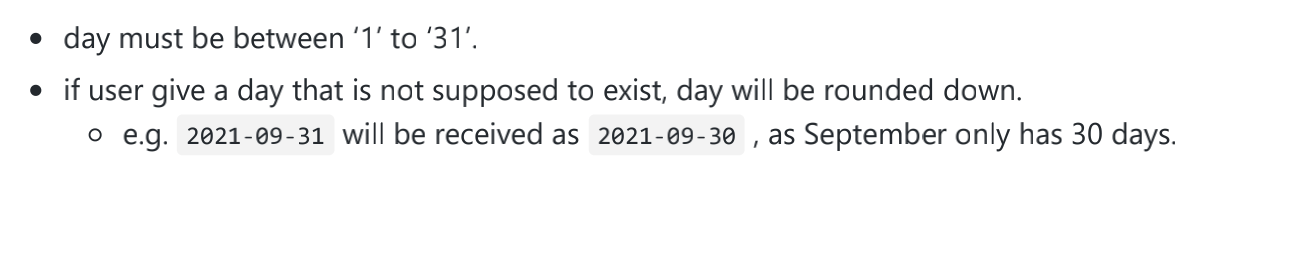 • day must be between ‘1’ to ‘31’.
• if user give a day that is not supposed to exist, day will be rounded down.
○ e.g. 2021-09-31 will be received as 2021-09-30 , as September only has 30 days.